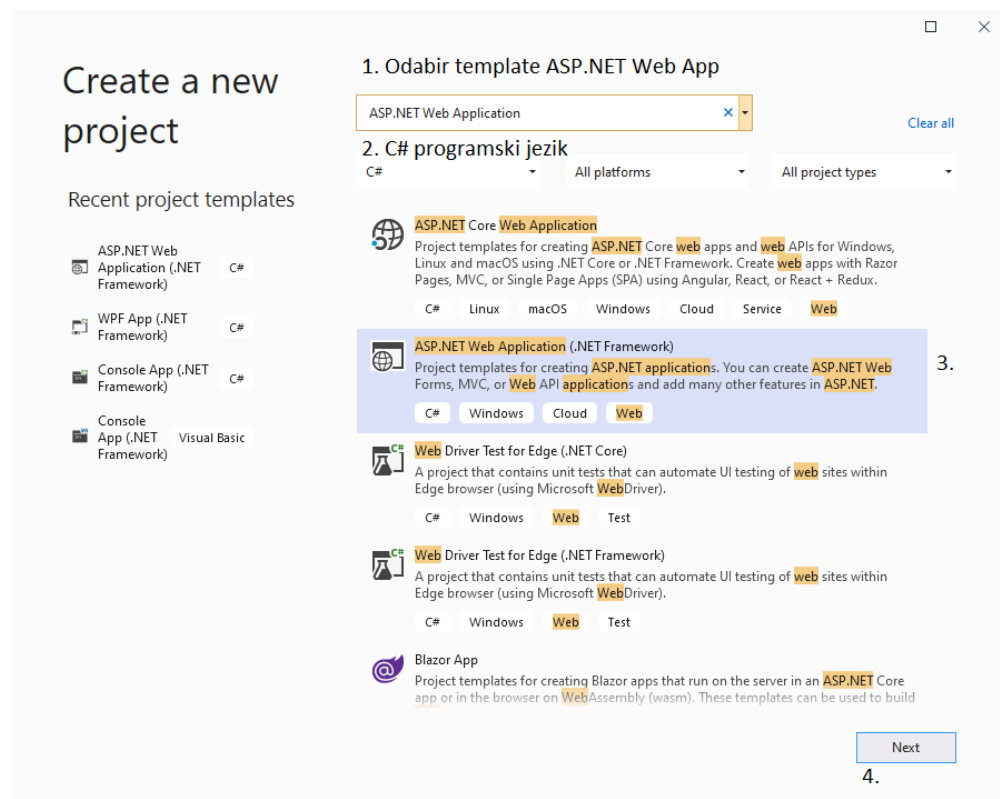 Create a new
project
Recent project templates
ASP.NET Web
Application (.NET
Framework)
C#
WPF App (.NET
Framework)
C#
Console App (.NET
Framework)
C#
Console
App (.NET
Framework)
Visual Basic
1. Odabir template ASP.NET Web App
ASP.NET Web Application
Clear all
2. C# programski jezik
C#
All platforms
All project types
ASP.NET Core Web Application
Project templates for creating ASP.NET Core web apps and web APIs for Windows,
Linux and macOS using .NET Core or .NET Framework. Create web apps with Razor
Pages, MVC, or Single Page Apps (SPA) using Angular, React, or React + Redux.
C# Linux macOS Windows Cloud Service Web
ASP.NET Web Application (.NET Framework)
Project templates for creating ASP.NET applications. You can create ASP.NET Web
Forms, MVC, or Web API applications and add many other features in ASP.NET.
C# Windows Cloud Web
3.
Web Driver Test for Edge (.NET Core)
A project that contains unit tests that can automate UI testing of web sites within
Edge browser (using Microsoft WebDriver).
C# Windows Web Test
Web Driver Test for Edge (.NET Framework)
A project that contains unit tests that can automate UI testing of web sites within
Edge browser (using Microsoft WebDriver).
C# Windows Web Test
Blazor App
Project templates for creating Blazor apps that run on the server in an ASP.NET Core
app or in the browser on WebAssembly (wasm). These templates can be used to build
Next
4.